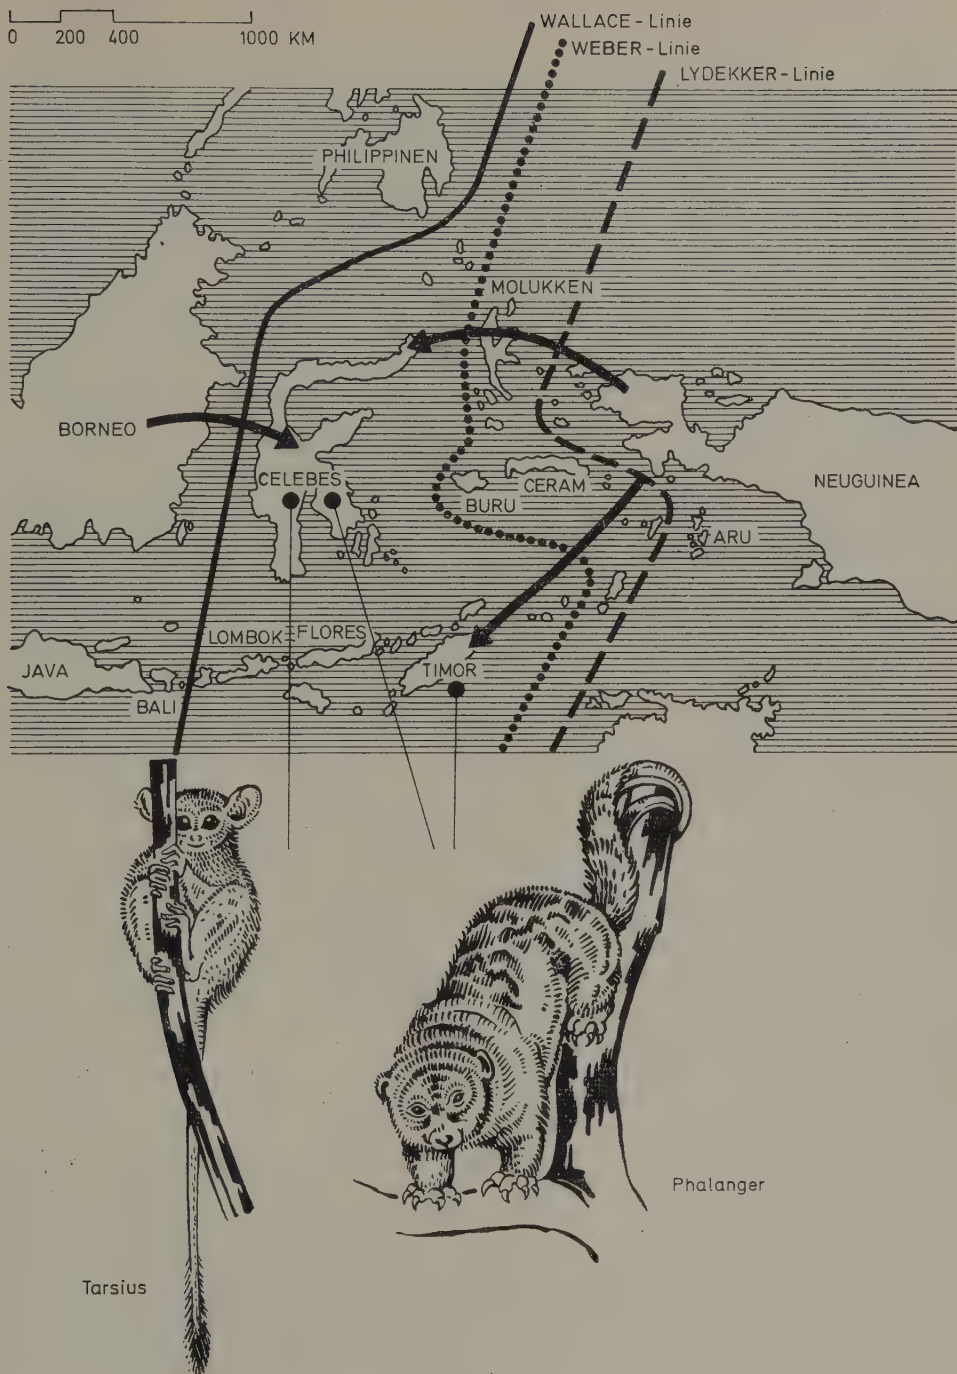 WALLACE-Linie
WEBER-Linie
LYDEKKER-Linie
0 200 400 1000 KM
PHILIPPINEN
MOLUKKEN
BORNEO
CELEBES
CERAM
BURU
NEUGUINEA
ARU
LOMBOK
FLORES
JAVA
TIMOR
BALI
Phalanger
Tarsius